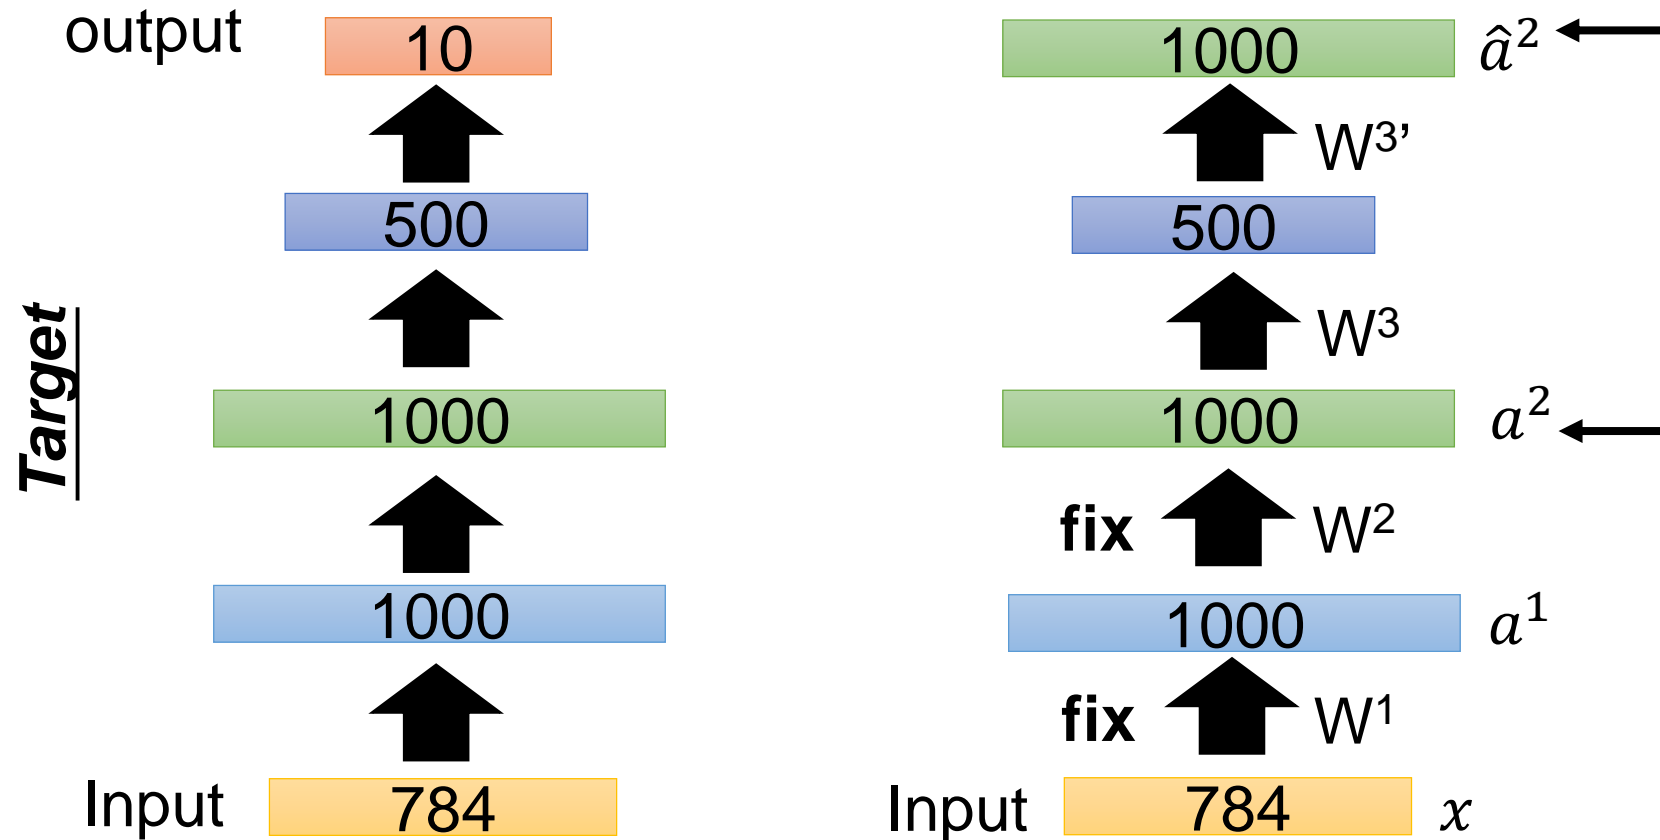 output
10
500
Target
1000
1000
Input
784
1000
â²
W³’
500
W³
1000
a²
fix
W²
1000
a¹
fix
W¹
Input
784
x